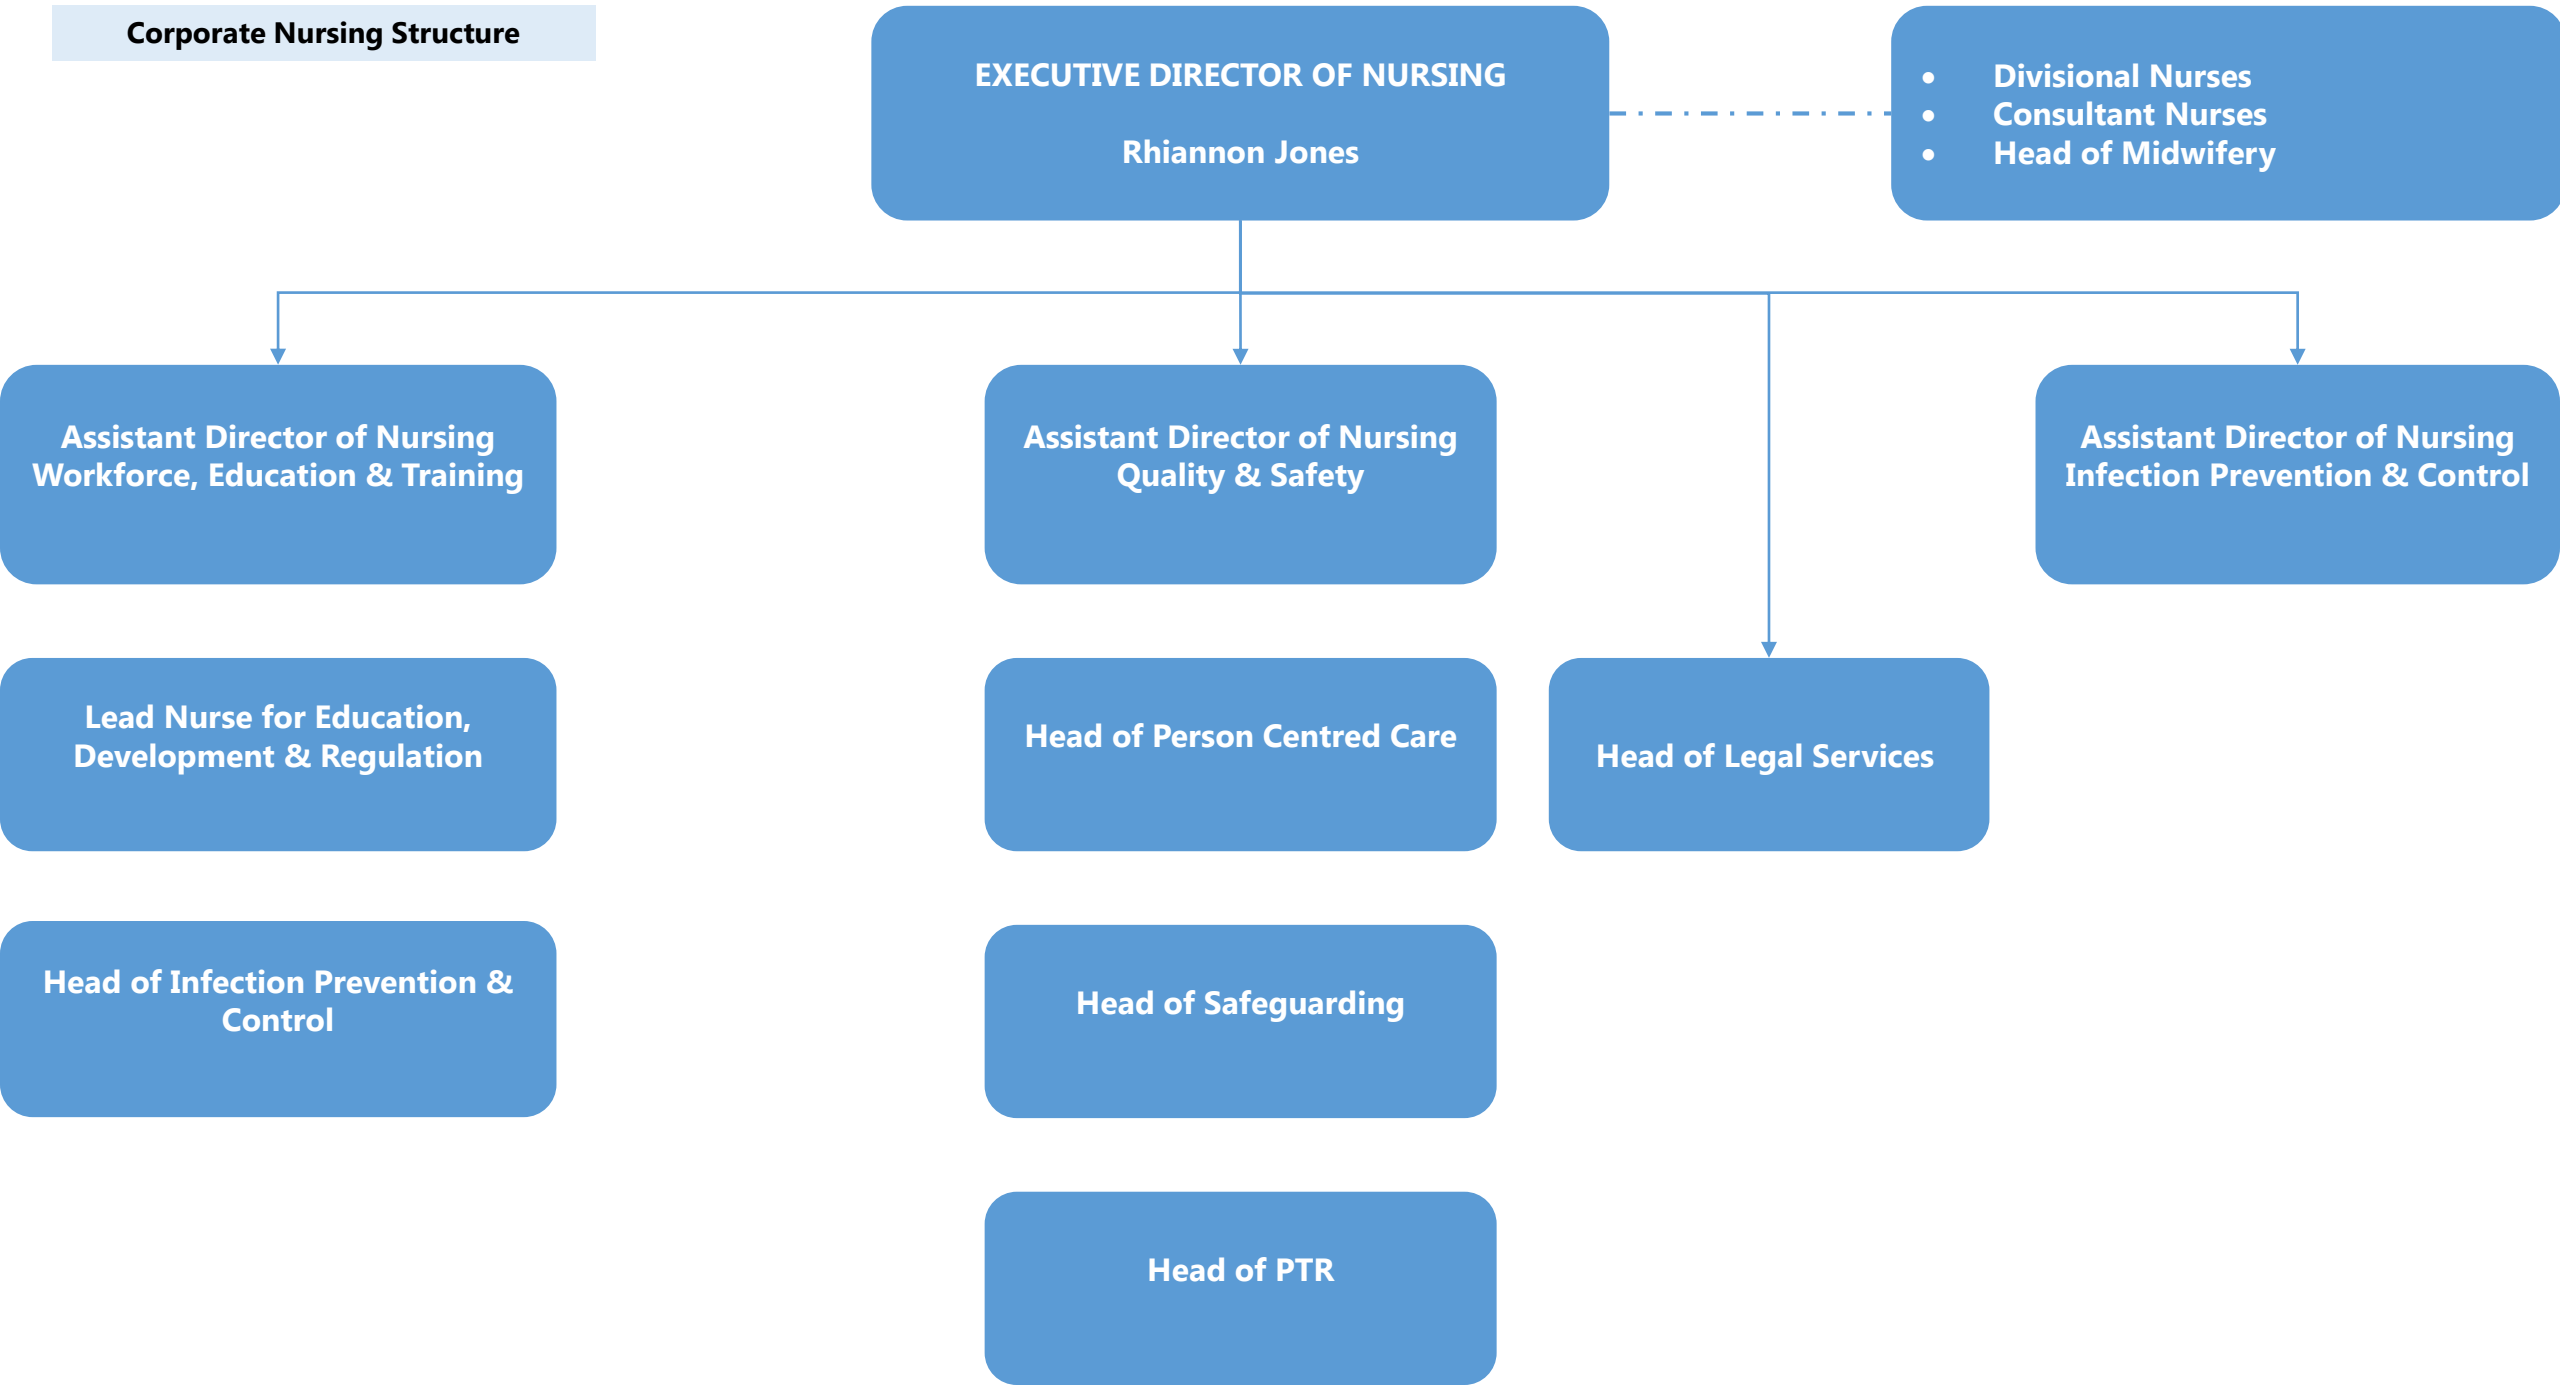 Corporate Nursing Structure
EXECUTIVE DIRECTOR OF NURSING
Rhiannon Jones
• Divisional Nurses
• Consultant Nurses
• Head of Midwifery
Assistant Director of Nursing
Workforce, Education & Training
Assistant Director of Nursing
Quality & Safety
Assistant Director of Nursing
Infection Prevention & Control
Lead Nurse for Education,
Development & Regulation
Head of Person Centred Care
Head of Legal Services
Head of Infection Prevention &
Control
Head of Safeguarding
Head of PTR